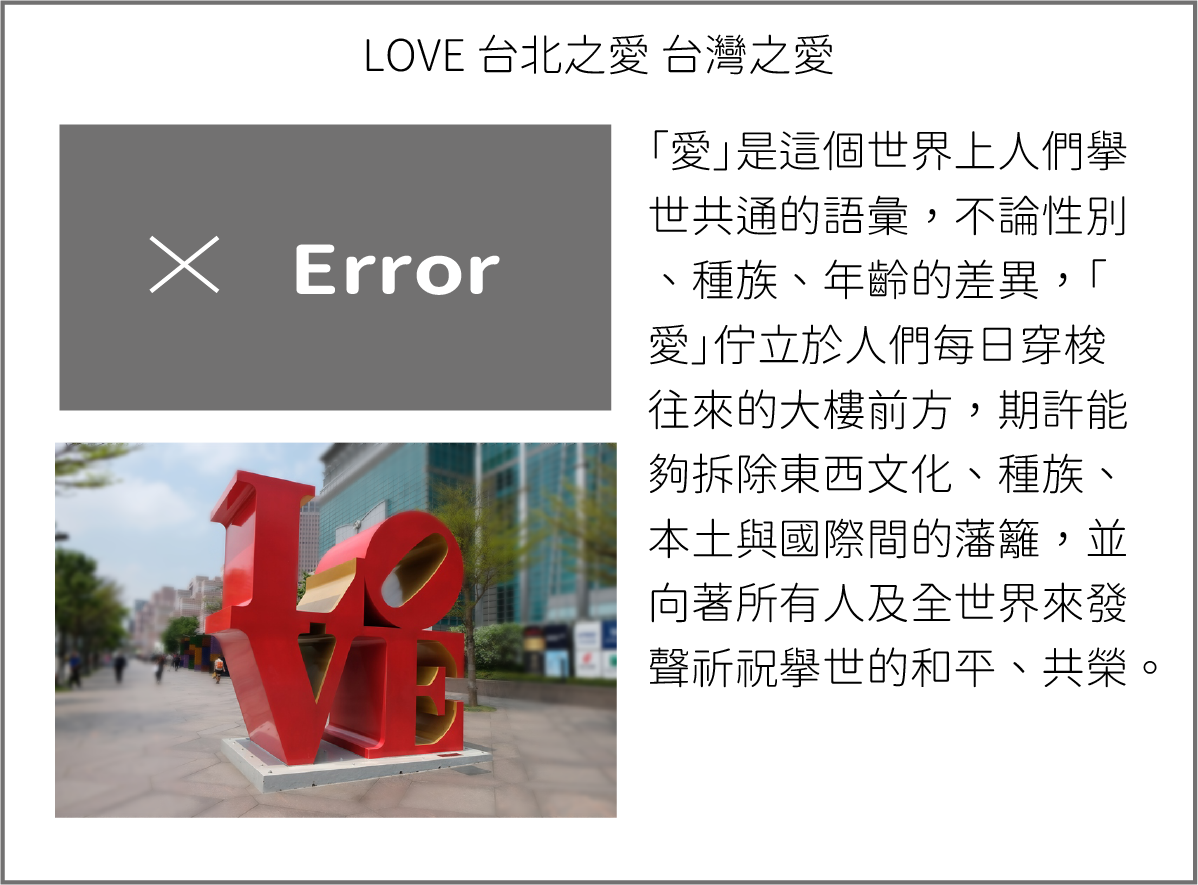 LOVE 台北之愛 台灣之愛
Error
「愛」是這個世界上人們舉
世共通的語彙，不論性別
、種族、年齡的差異，「
愛」佇立於人們每日穿梭
往來的大樓前方，期許能
夠拆除東西文化、種族、
本土與國際間的藩籬，並
向著所有人及全世界來發
聲祈祝舉世的和平、共榮。
LOVE